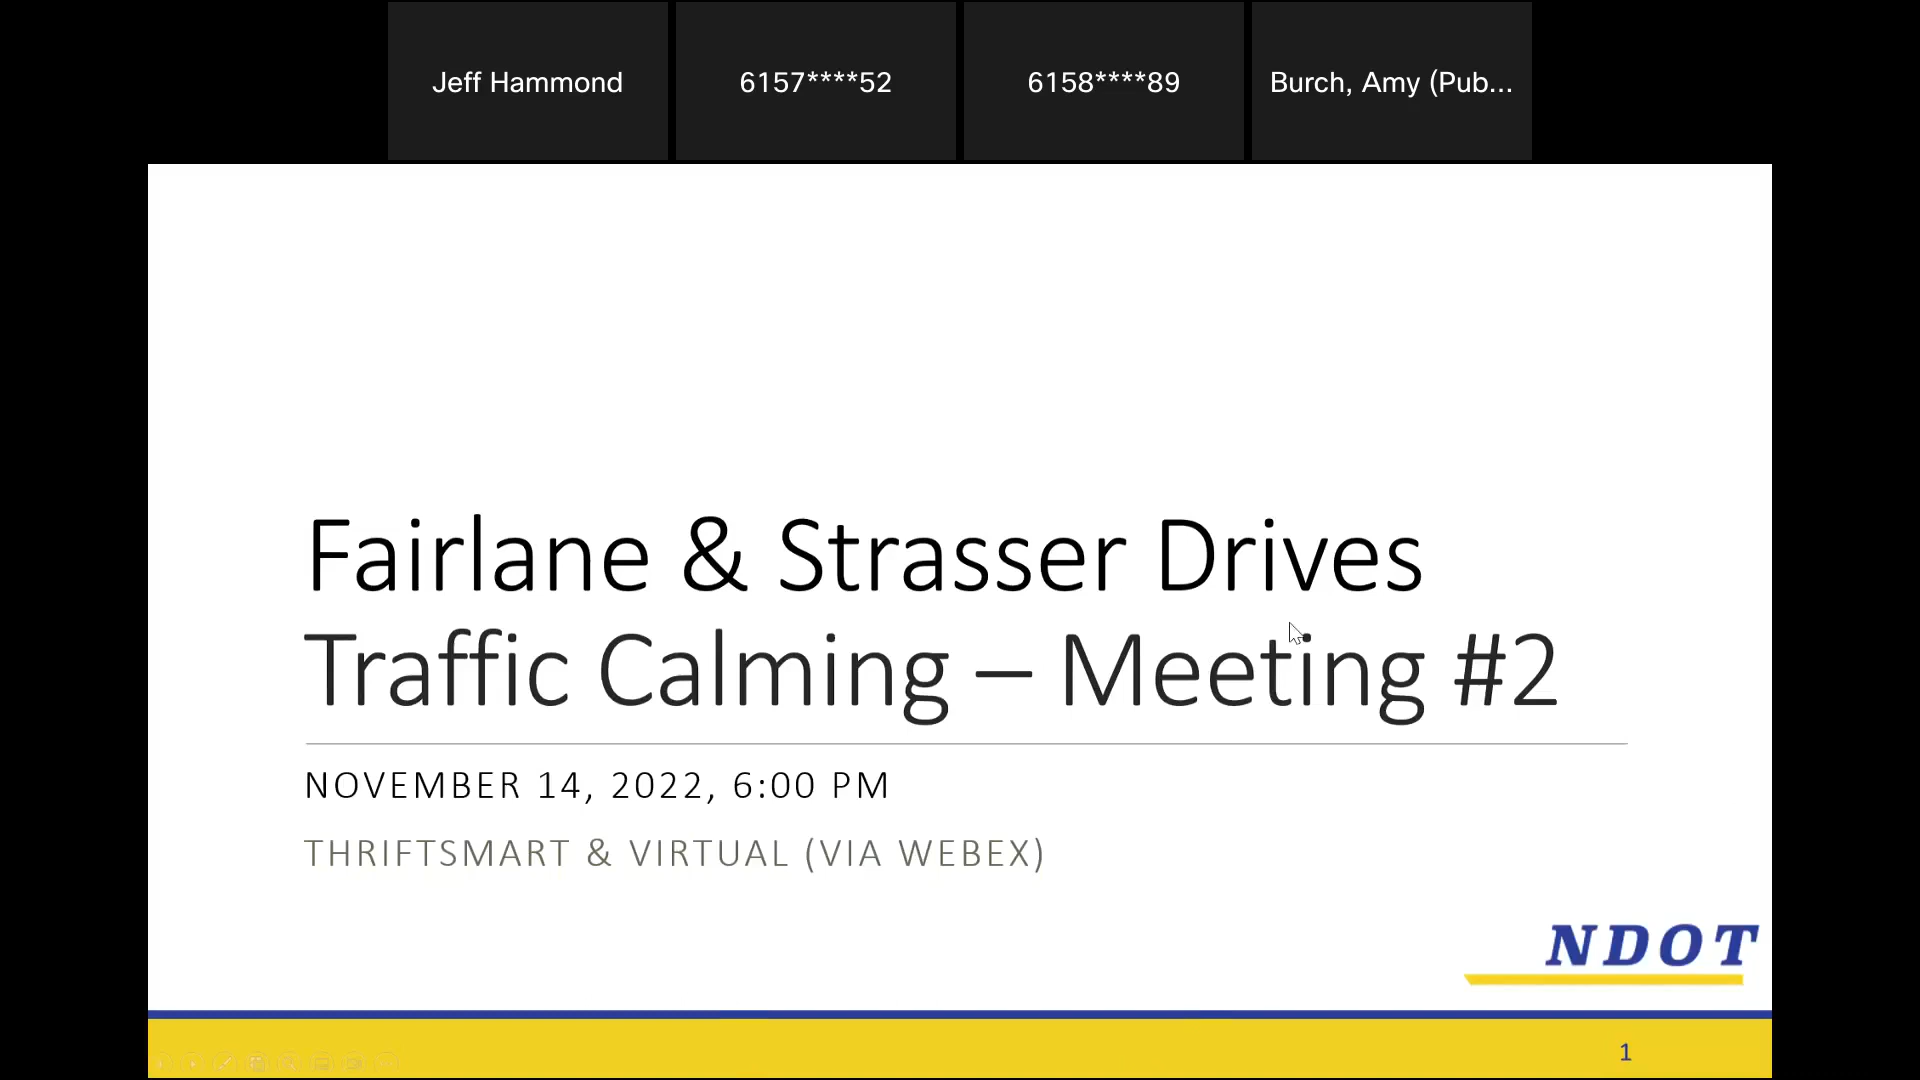 Jeff Hammond
6157****52
6158****89
Burch, Amy (Pub...
Fairlane & Strasser Drives
Traffic Calming – Meeting #2
NOVEMBER 14, 2022, 6:00 PM
THRIFTSMART & VIRTUAL (VIA WEBEX)
NDOT
1